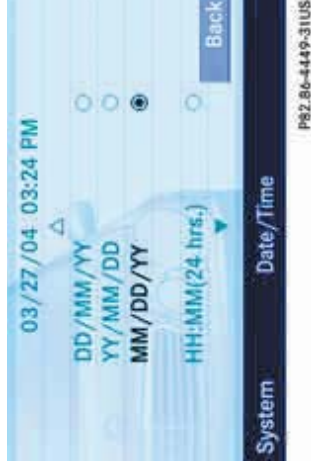 03/27/04 03:24 PM
DD/MM/YY
YY/MM/DD
MM/DD/YY
HH:MM(24 hrs.)
Back
System Date/Time
P82.86-4449-31US